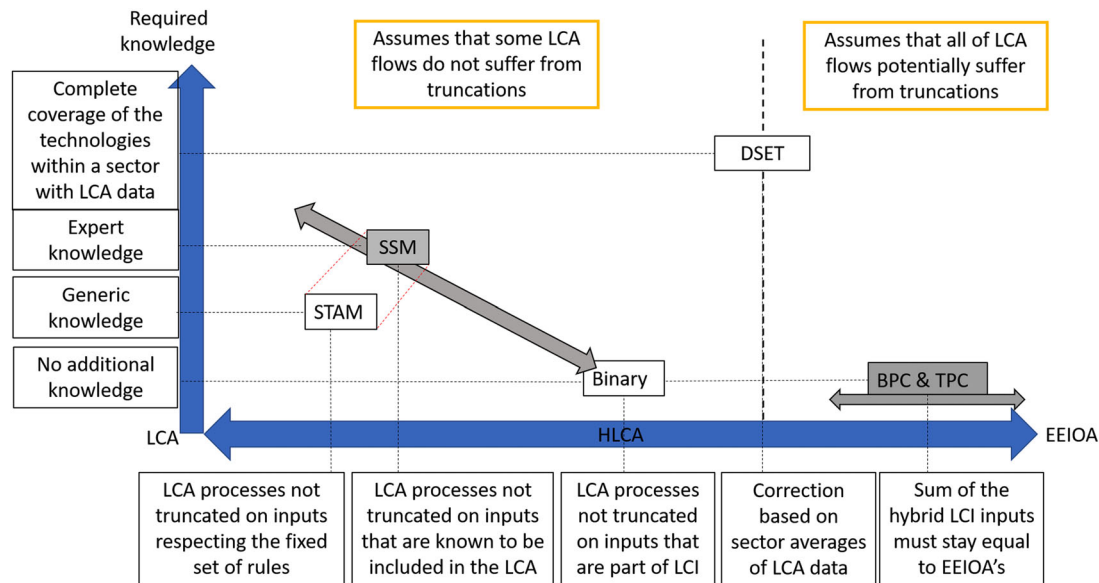 Required
knowledge
Assumes that some LCA
flows do not suffer from
truncations
Assumes that all of LCA
flows potentially suffer
from truncations
Complete
coverage of the
technologies
within a sector
with LCA data
DSET
Expert
knowledge
SSM
Generic
knowledge
STAM
No additional
knowledge
Binary
BPC & TPC
LCA
HLCA
EEIOA
LCA processes not
truncated on inputs
respecting the fixed
set of rules
LCA processes not
truncated on inputs
that are known to be
included in the LCA
LCA processes
not truncated
on inputs that
are part of LCI
Correction
based on
sector averages
of LCA data
Sum of the
hybrid LCI inputs
must stay equal
to EEIOA's